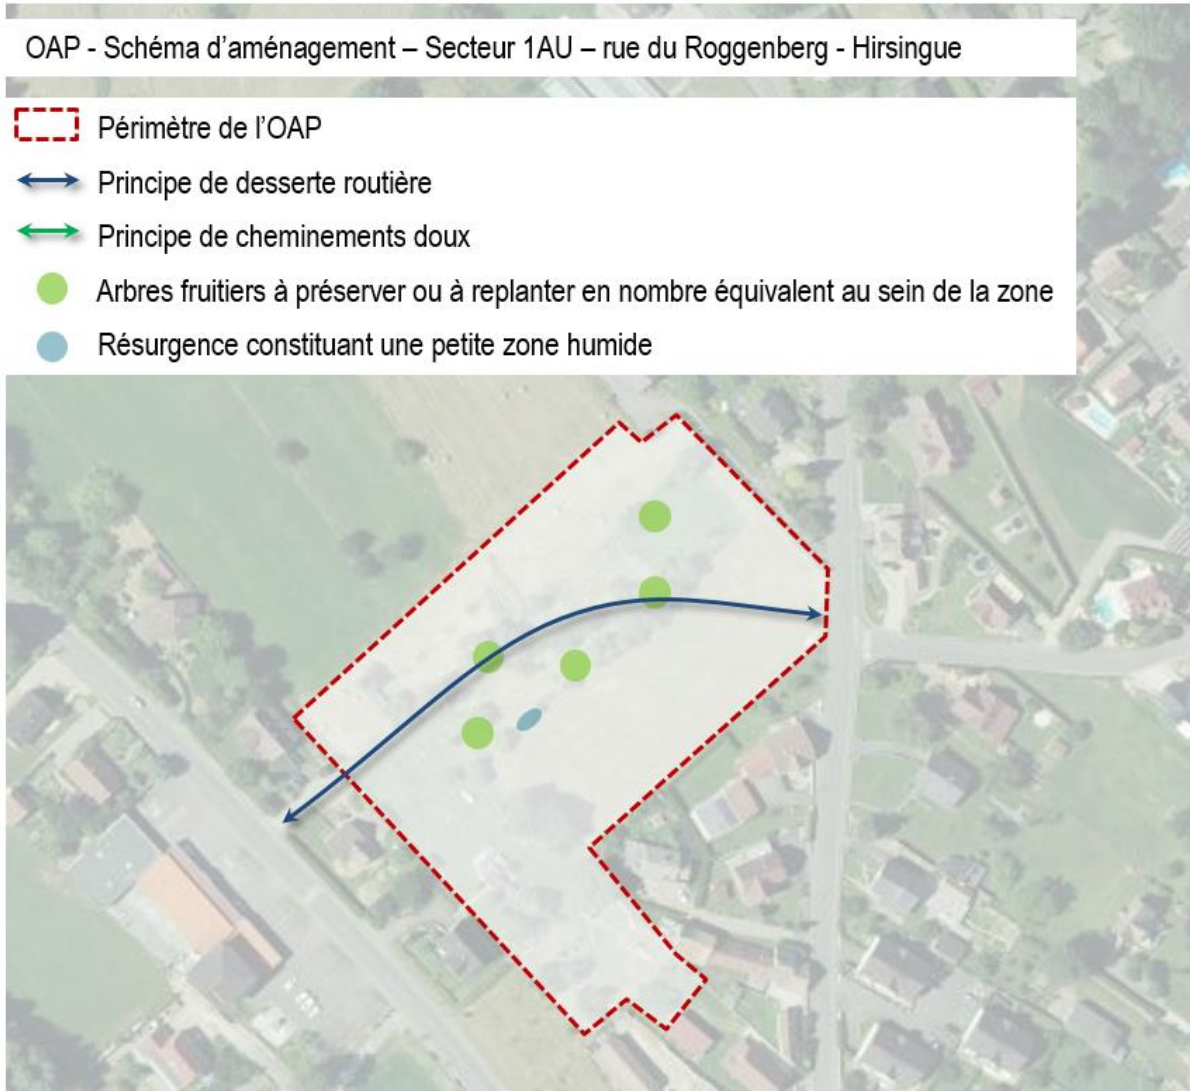 OAP - Schéma d’aménagement – Secteur 1AU – rue du Roggenberg - Hirsingue
Périmètre de l’OAP
Principe de desserte routière
Principe de cheminements doux
Arbres fruitiers à préserver ou à replanter en nombre équivalent au sein de la zone
Résurgence constituant une petite zone humide